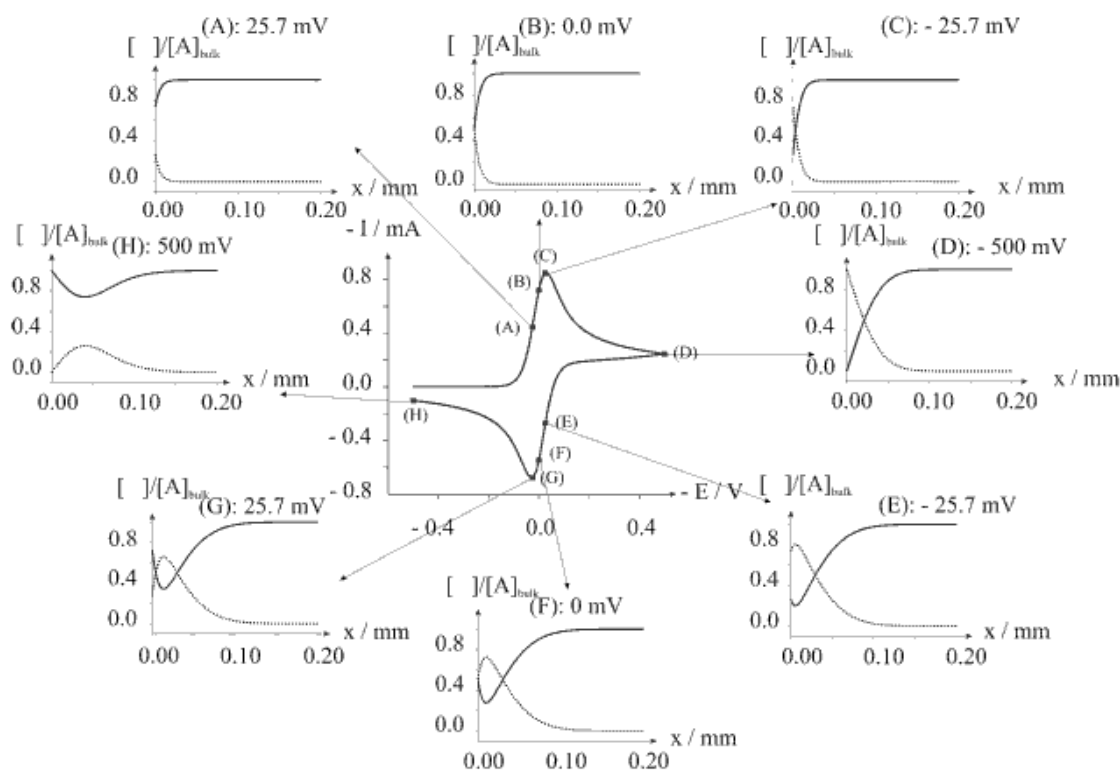 (A): 25.7 mV
[ ]/[A]bulk
0.8
0.4
0.0
x / mm
0.00 0.10 0.20
(B): 0.0 mV
[ ]/[A]bulk
0.8
0.4
0.0
x / mm
0.00 0.10 0.20
(C): - 25.7 mV
[ ]/[A]bulk
0.8
0.4
0.0
x / mm
0.00 0.10 0.20
[ ]/[A]bulk
(H): 500 mV
0.8
0.4
0.0
x / mm
0.00 0.10 0.20
- I / mA
0.8
0.4
0.0
- 0.4
- 0.8
(C)
(B)
(A)
(D)
(H)
(E)
(F)
(G)
- E / V
- 0.4 0.0 0.4
[ ]/[A]bulk
(D): - 500 mV
0.8
0.4
0.0
x / mm
0.00 0.10 0.20
[ ]/[A]bulk
(G): 25.7 mV
0.8
0.4
0.0
x / mm
0.00 0.10 0.20
[ ]/[A]bulk
(F): 0 mV
0.8
0.4
0.0
x / mm
0.00 0.10 0.20
[ ]/[A]bulk
(E): - 25.7 mV
0.8
0.4
0.0
x / mm
0.00 0.10 0.20